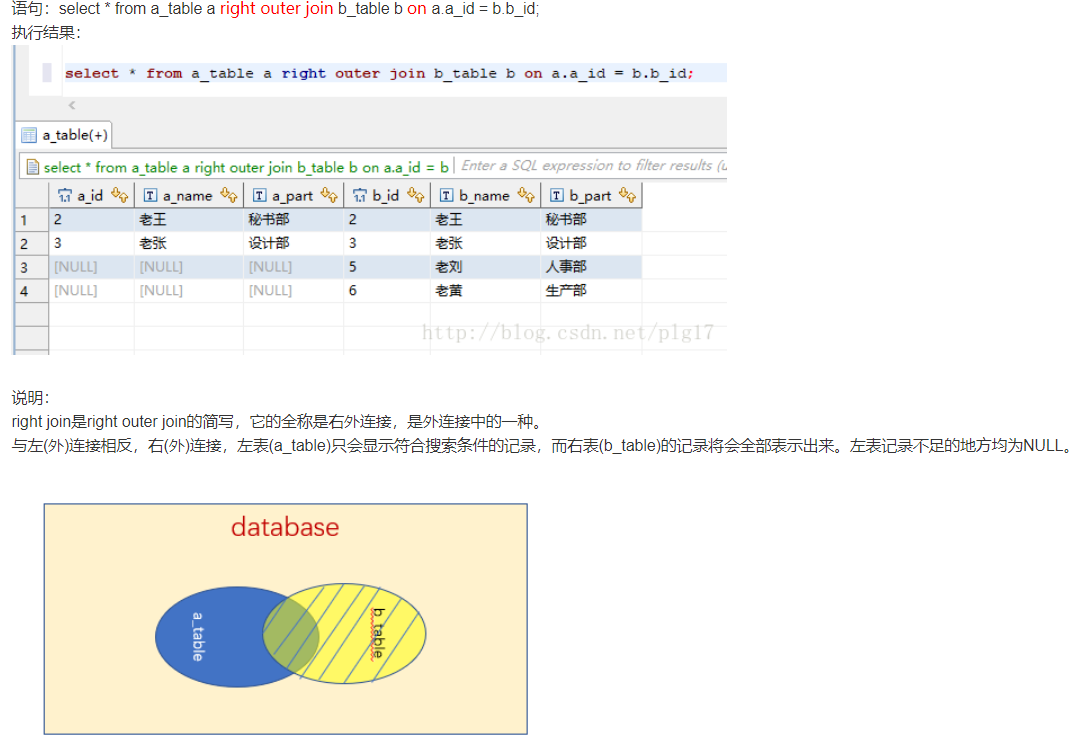 语句：select * from a_table a right outer join b_table b on a.a_id = b.b_id;
执行结果：
select * from a_table a right outer join b_table b on a.a_id = b.b_id;
<
a_table(+)
select * from a_table a right outer join b_table b on a.a_id = b Enter a SQL expression to filter results (u
a_id a_name a_part b_id b_name b_part
1 2 老王 秘书部 2 老王 秘书部
2 3 老张 设计部 3 老张 设计部
3 [NULL] [NULL] [NULL] 5 老刘 人事部
4 [NULL] [NULL] [NULL] 6 老黄 生产部
http://blog.csdn.net/plg17
说明：
right join是right outer join的简写，它的全称是右外连接，是外连接中的一种。
与左(外)连接相反，右(外)连接，左表(a_table)只会显示符合搜索条件的记录，而右表(b_table)的记录将会全部表示出来。左表记录不足的地方均为NULL。
database
a_table
b_table